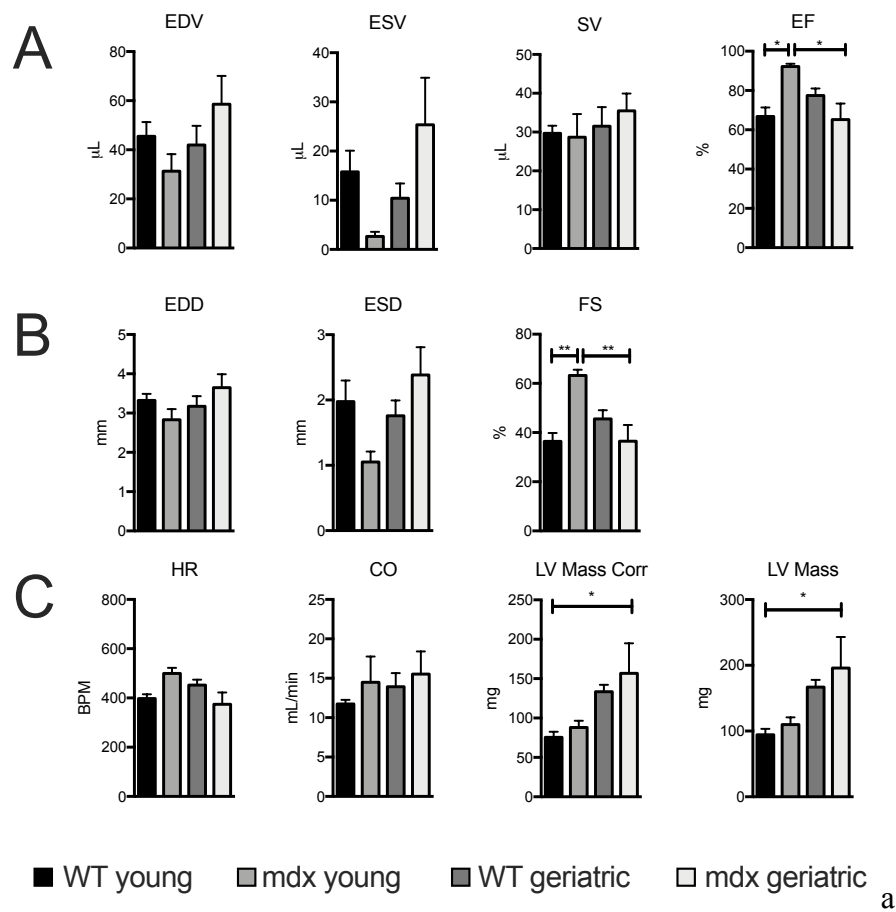 A
EDV
80
60
40
20
0
µL
ESV
40
30
20
10
0
µL
SV
50
40
30
20
10
0
µL
EF
100
80
60
40
20
0
%
* *
B
EDD
5
4
3
2
1
0
mm
ESD
3
2
1
0
mm
FS
80
60
40
20
0
%
** **
C
HR
800
600
400
200
0
BPM
CO
25
20
15
10
5
0
mL/min
LV Mass Corr
250
200
150
100
50
0
mg
*
LV Mass
300
200
100
0
mg
*
WT young mdx young WT geriatric mdx geriatric
a